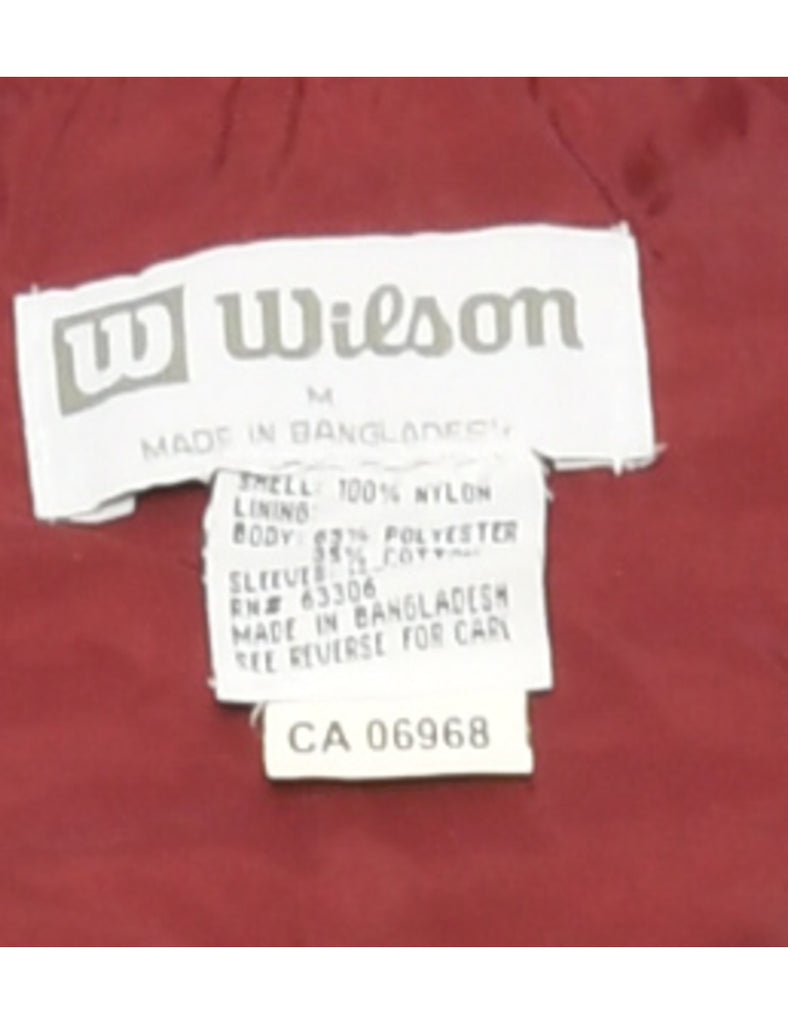 W Wilson
M
MADE IN BANGLADESH
SHELL: 100% NYLON
LINING:
BODY: 65% POLYESTER
35% COTTON
SLEEVE:
RN# 63306
MADE IN BANGLADESH
SEE REVERSE FOR CARE
CA 06968